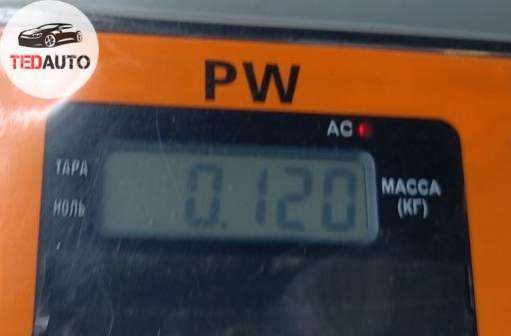 TEDAUTO
PW
AC
ТАРА
НОЛЬ
0.120
МАССА
(КГ)